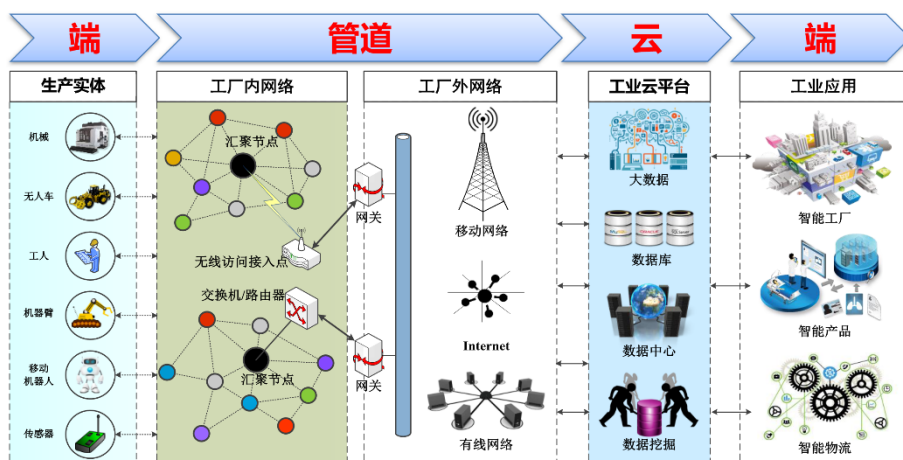 端
管道
云
端
生产实体
工厂内网络
工厂外网络
工业云平台
工业应用
机械
无人车
工人
机器臂
移动
机器人
传感器
汇聚节点
无线访问接入点
交换机/路由器
汇聚节点
网关
网关
移动网络
Internet
有线网络
大数据
数据库
数据中心
数据挖掘
智能工厂
智能产品
智能物流